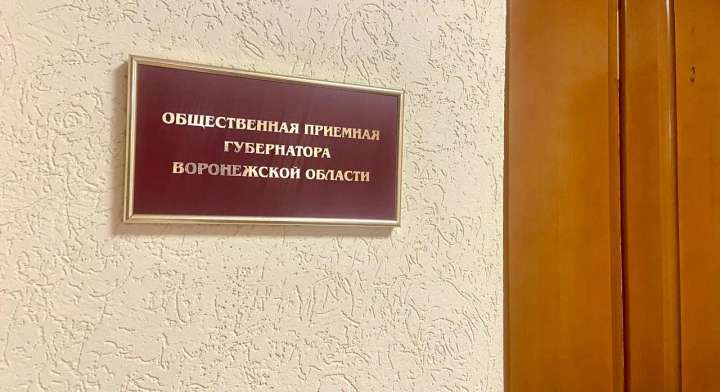 ОБЩЕСТВЕННАЯ ПРИЕМНАЯ
ГУБЕРНАТОРА
ВОРОНЕЖСКОЙ ОБЛАСТИ